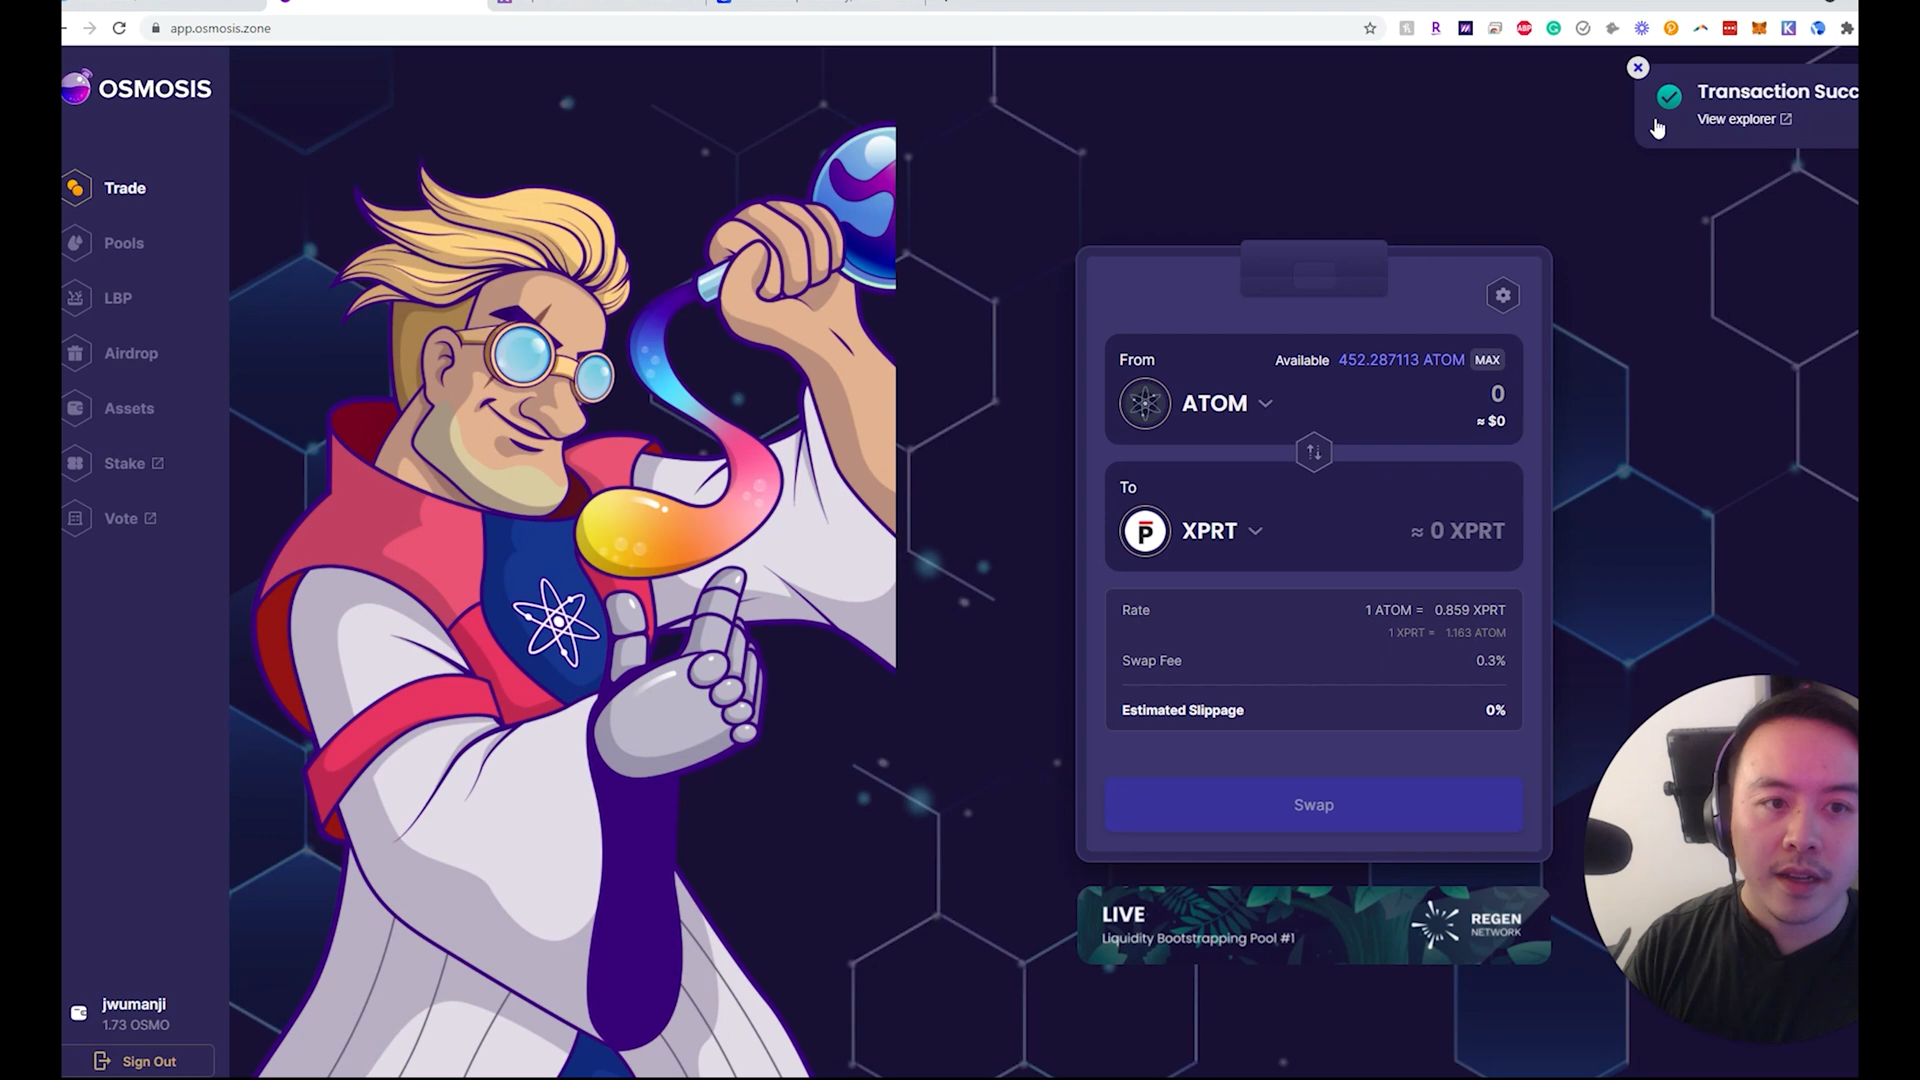 app.osmosis.zone
OSMOSIS
Trade
Pools
LBP
Airdrop
Assets
Stake
Vote
jwumanji
1.73 OSMO
Sign Out
Transaction Succ
View explorer
From
Available 452.287113 ATOM MAX
ATOM
0
≈ $0
To
XPRT
≈ 0 XPRT
Rate
1 ATOM = 0.859 XPRT
1 XPRT = 1.163 ATOM
Swap Fee
0.3%
Estimated Slippage
0%
Swap
LIVE
Liquidity Bootstrapping Pool #1
REGEN
NETWORK